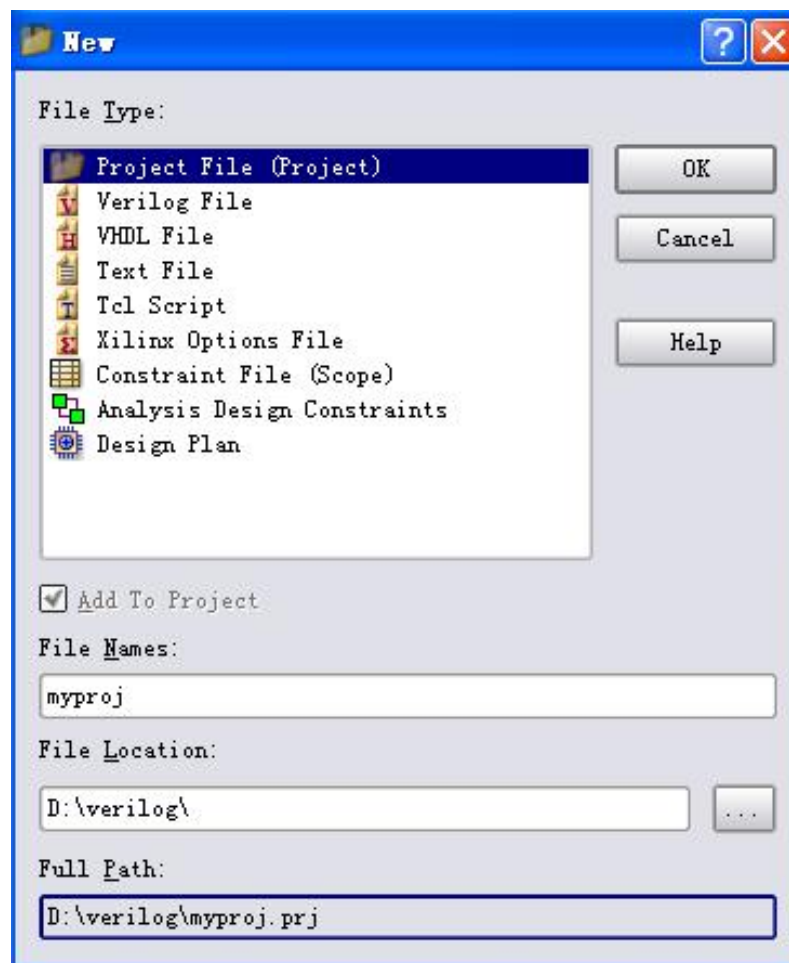 New
File Type:
Project File (Project)
OK
Verilog File
VHDL File
Cancel
Text File
Tcl Script
Xilinx Options File
Help
Constraint File (Scope)
Analysis Design Constraints
Design Plan
Add To Project
File Names:
myproj
File Location:
D:\verilog\
...
Full Path:
D:\verilog\myproj.prj